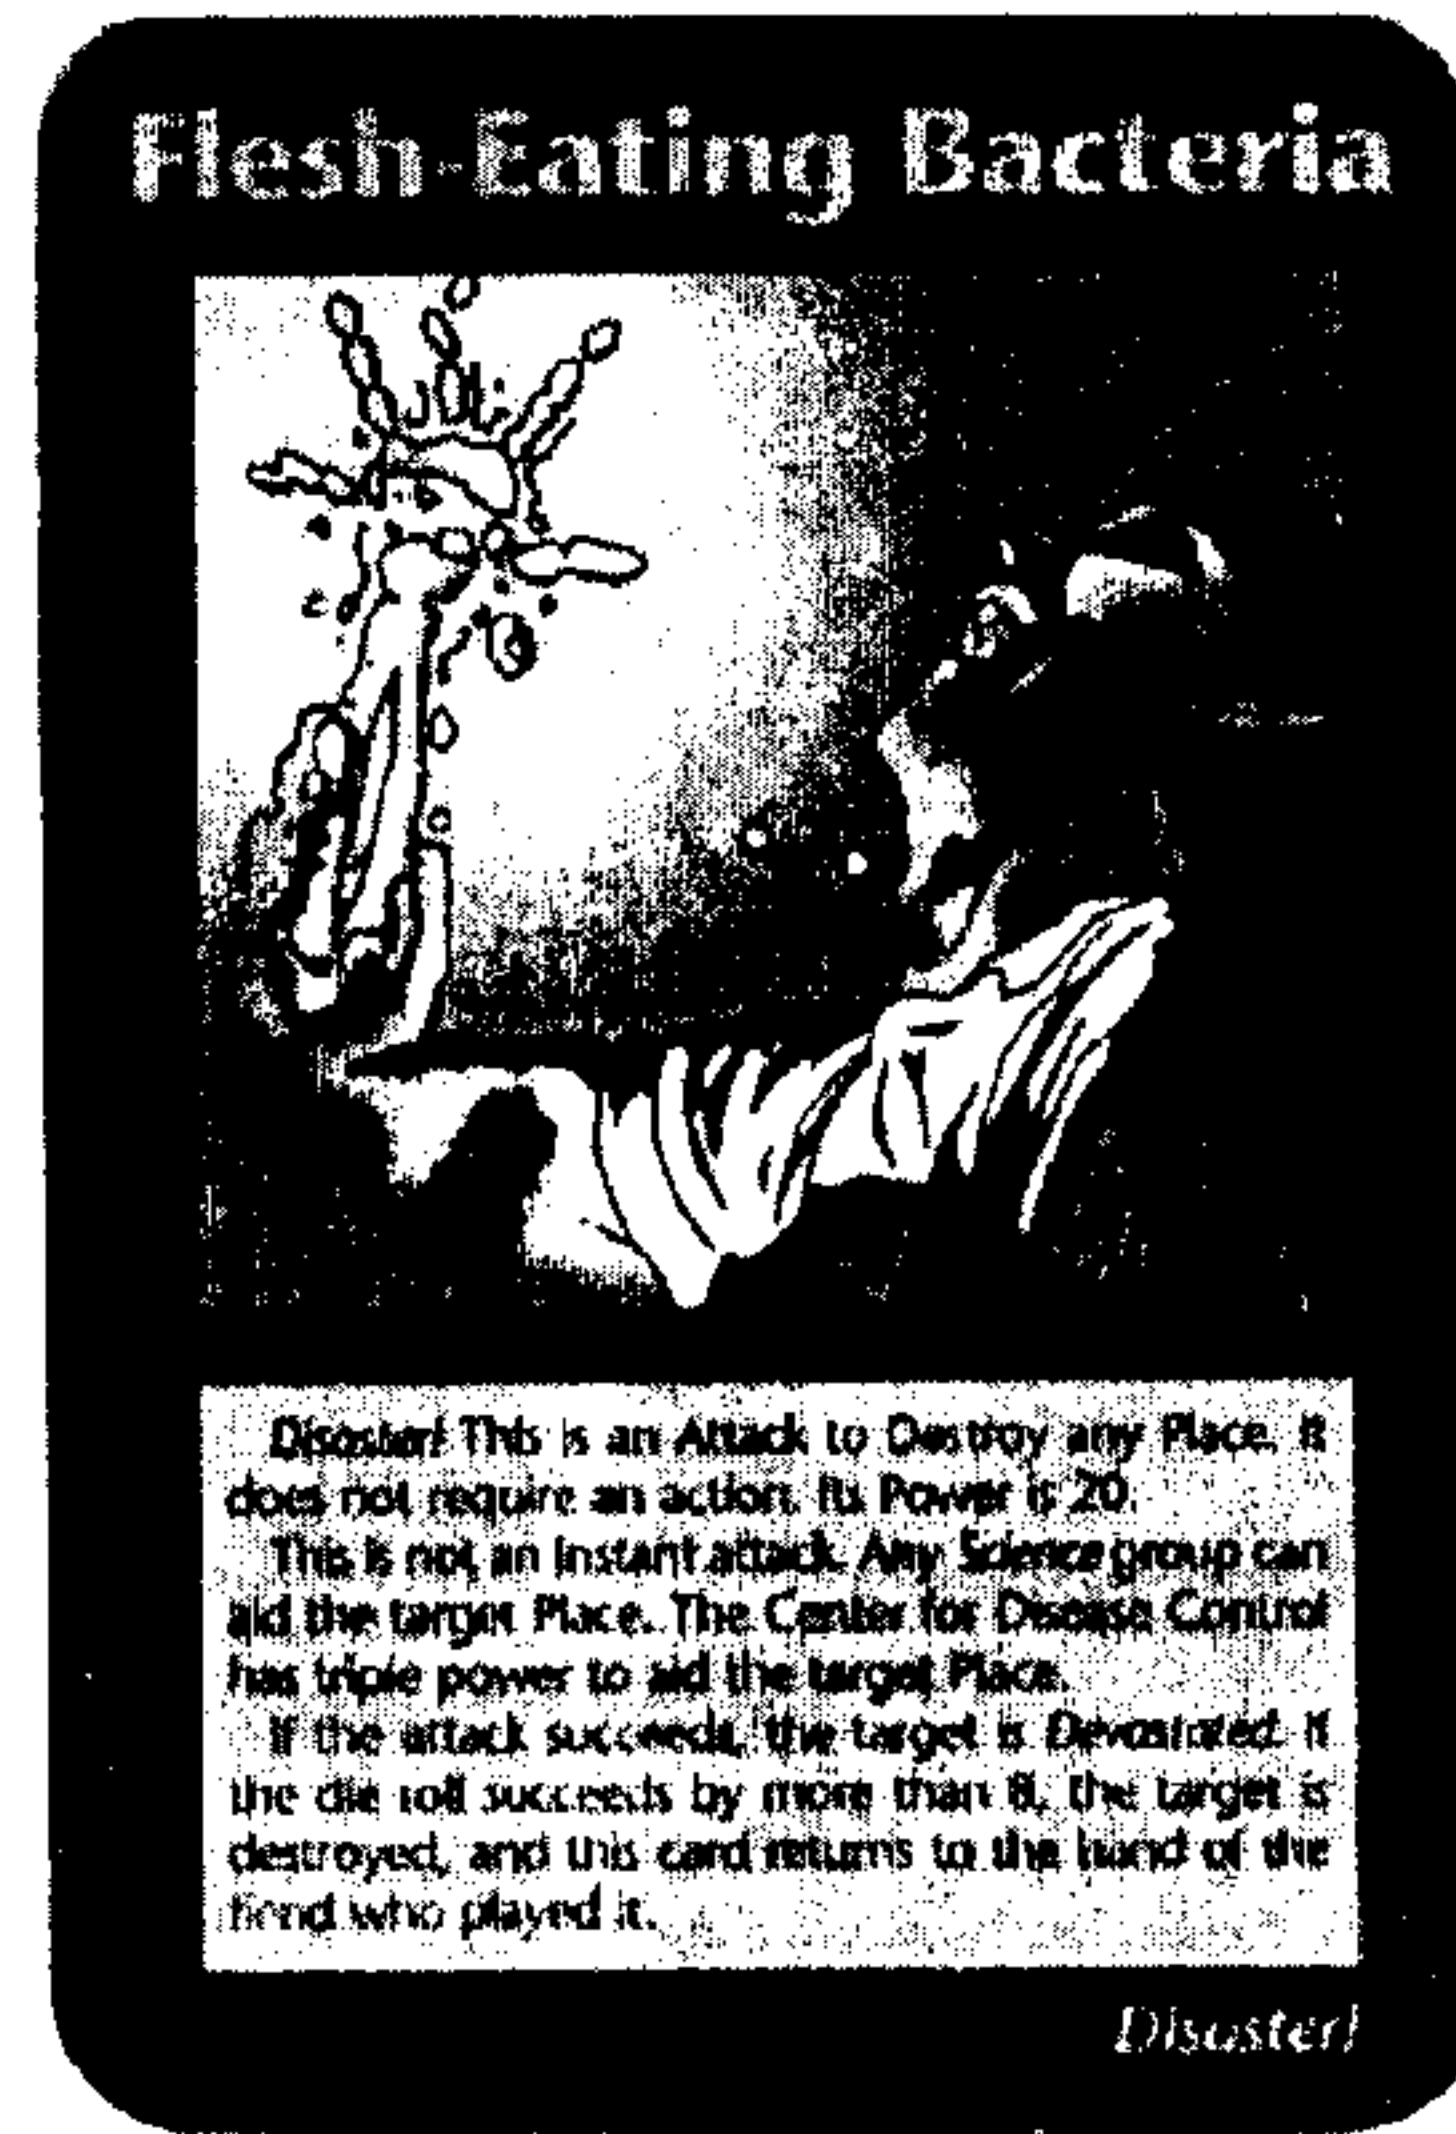 Flesh-Eating Bacteria
Disaster! This is an Attack to Destroy any Place. It
does not require an action. Its Power is 20.
This is not an Instant attack. Any Science group can
aid the target Place. The Center for Disease Control
has triple power to aid the target Place.
If the attack succeeds, the target is Devastated. If
the die roll succeeds by more than 8, the target is
destroyed, and this card returns to the hand of the
fiend who played it.
Disaster!